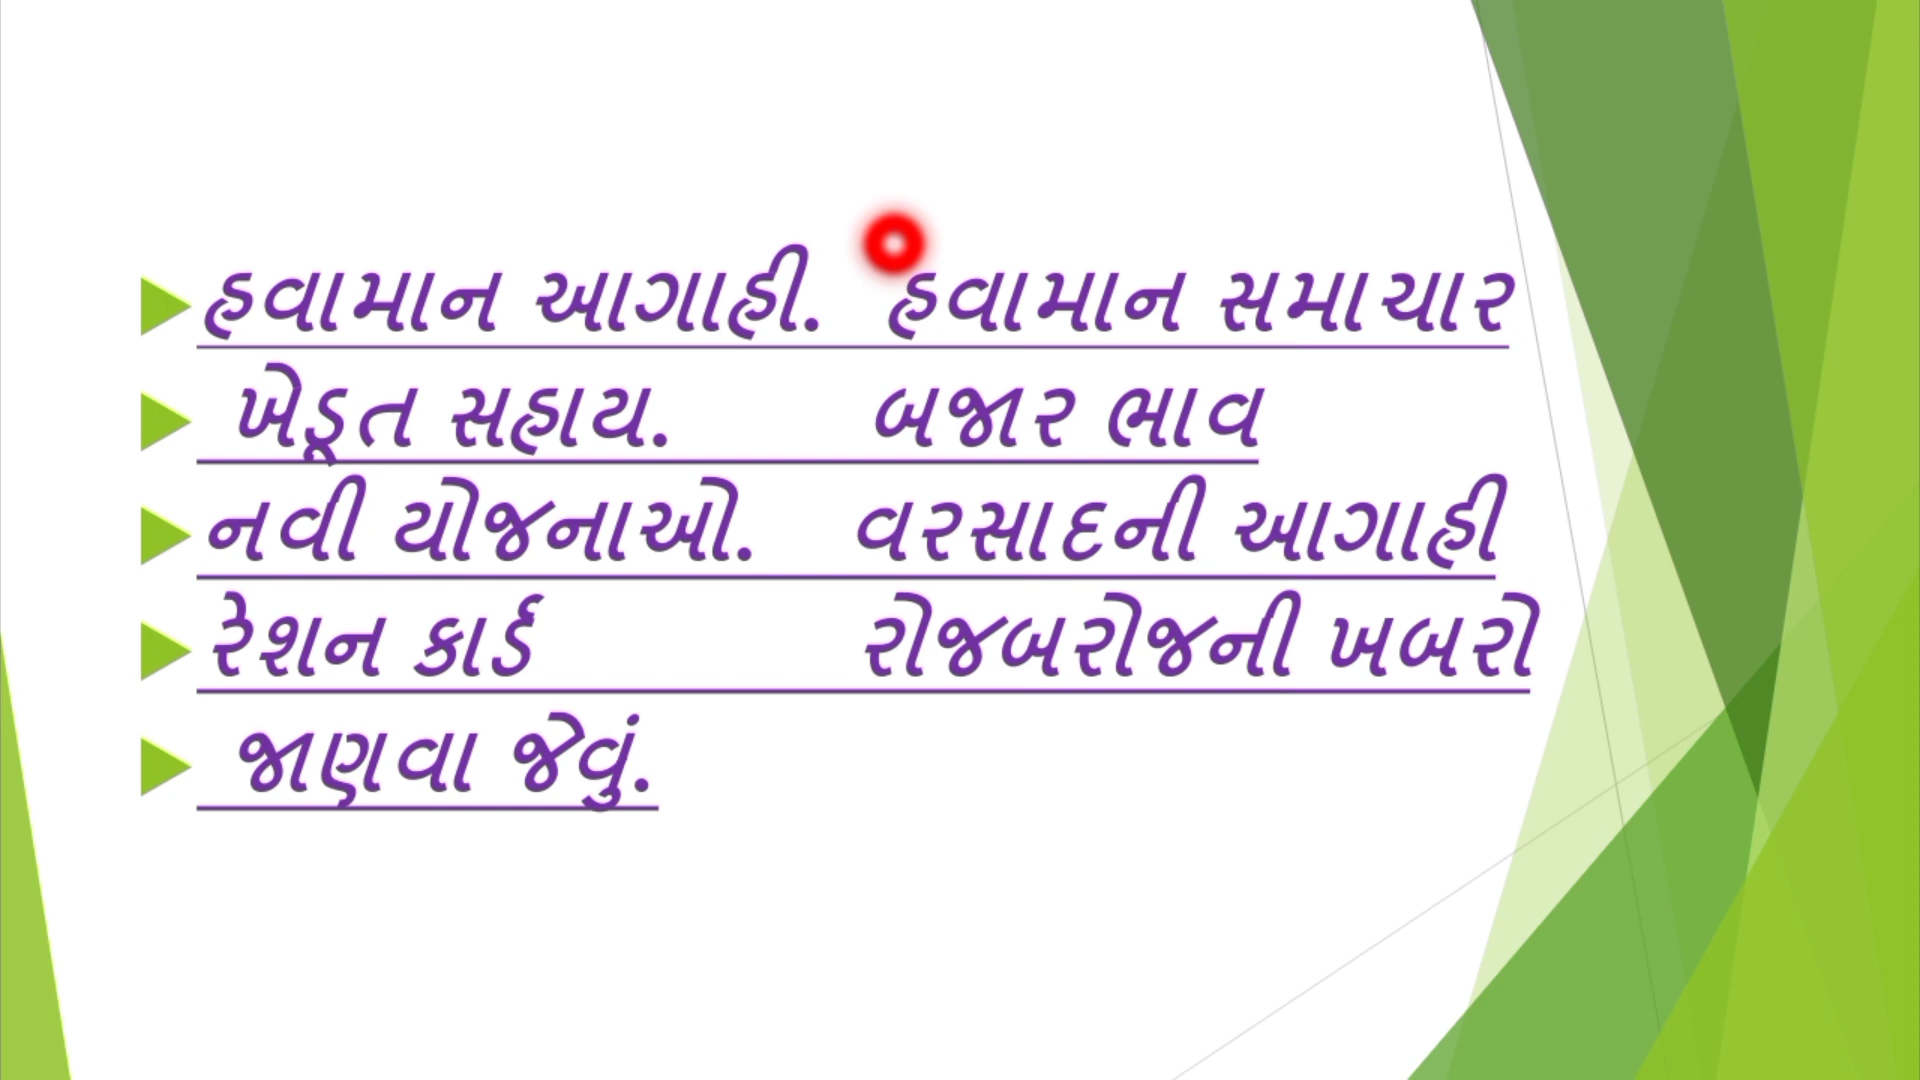 હવામાન આગાહી. હવામાન સમાચાર
ખેડૂત સહાય. બજાર ભાવ
નવી યોજનાઓ. વરસાદની આગાહી
રેશન કાર્ડ રોજબરોજની ખબરો
જાણવા જેવું.